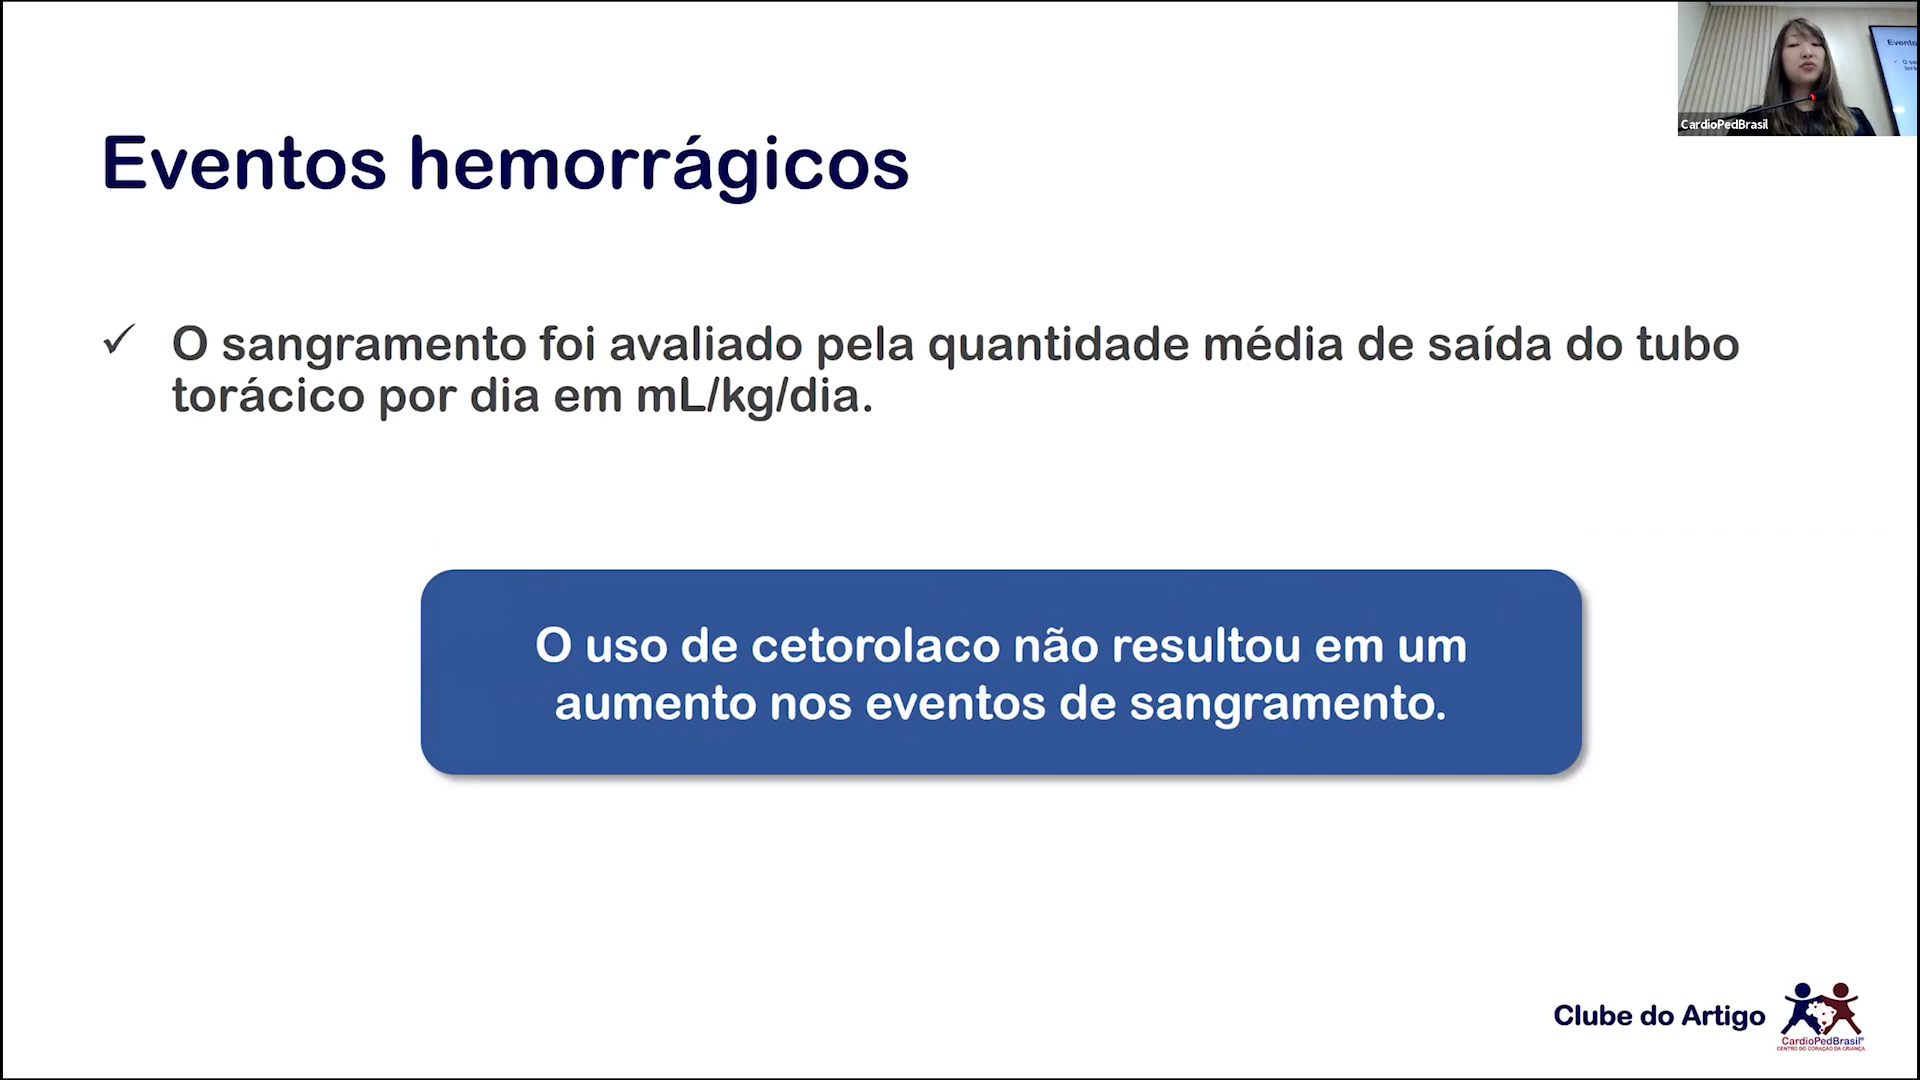 Evento
CardioPedBrasil
Eventos hemorrágicos
✓ O sangramento foi avaliado pela quantidade média de saída do tubo
torácico por dia em mL/kg/dia.
O uso de cetorolaco não resultou em um
aumento nos eventos de sangramento.
Clube do Artigo
CardioPedBrasil®
CENTRO DO CORAÇÃO DA CRIANÇA